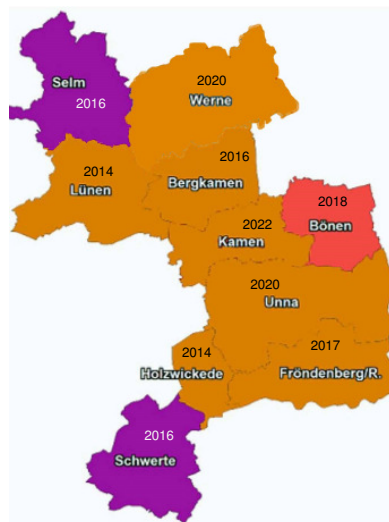 2020
Werne
Selm
2016
2014
Lünen
2016
Bergkamen
2018
Bönen
2022
Kamen
2020
Unna
2014
Holzwickede
2017
Fröndenberg/R.
2016
Schwerte